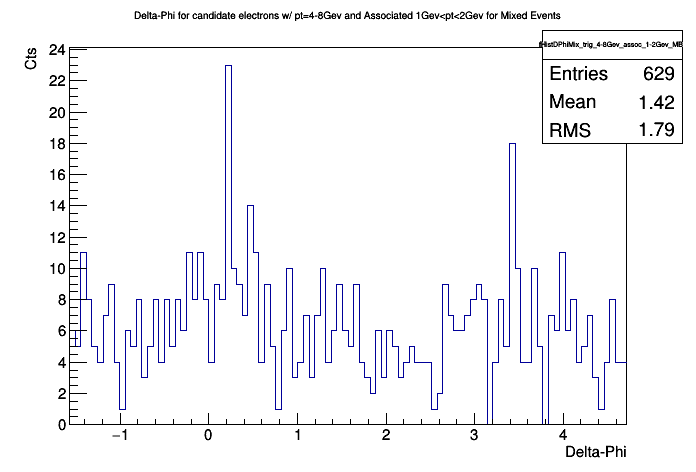 Delta-Phi for candidate electrons w/ pt=4-8Gev and Associated 1Gev<pt<2Gev for Mixed Events
Cts
fHistDPhiMix_trig_4-8Gev_assoc_1-2Gev_MB
Entries 629
Mean 1.42
RMS 1.79
24
22
20
18
16
14
12
10
8
6
4
2
0
−1 0 1 2 3 4
Delta-Phi